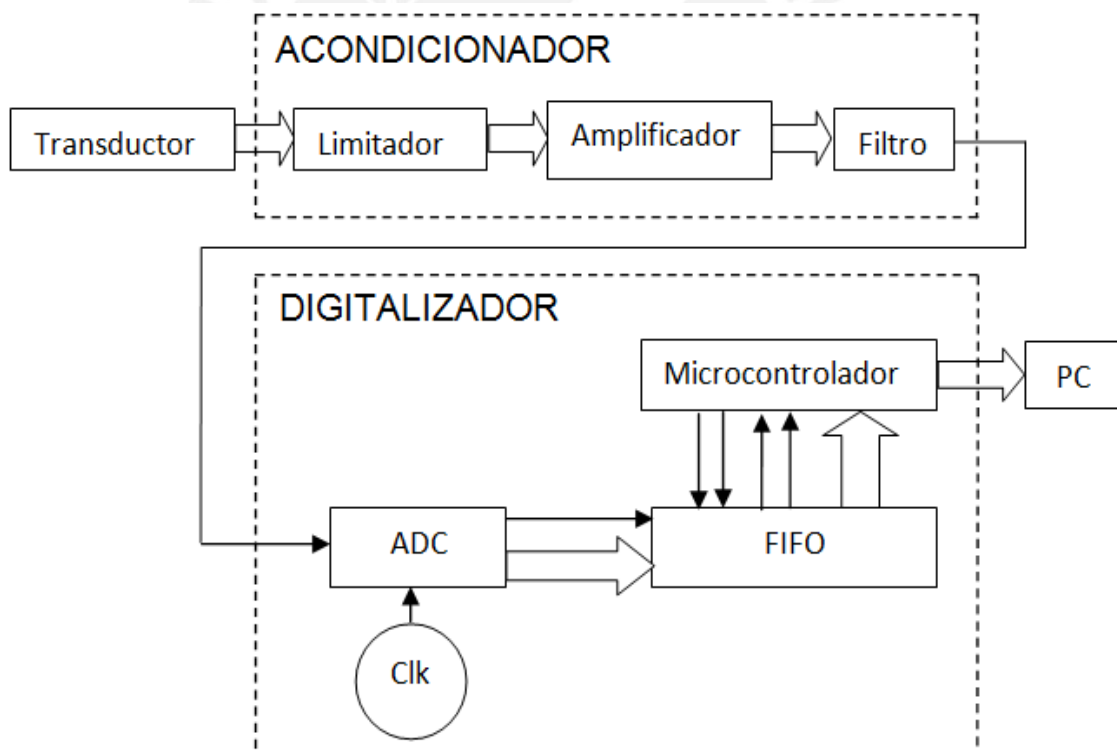 ACONDICIONADOR
Transductor
Limitador
Amplificador
Filtro
DIGITALIZADOR
Microcontrolador
PC
ADC
FIFO
Clk